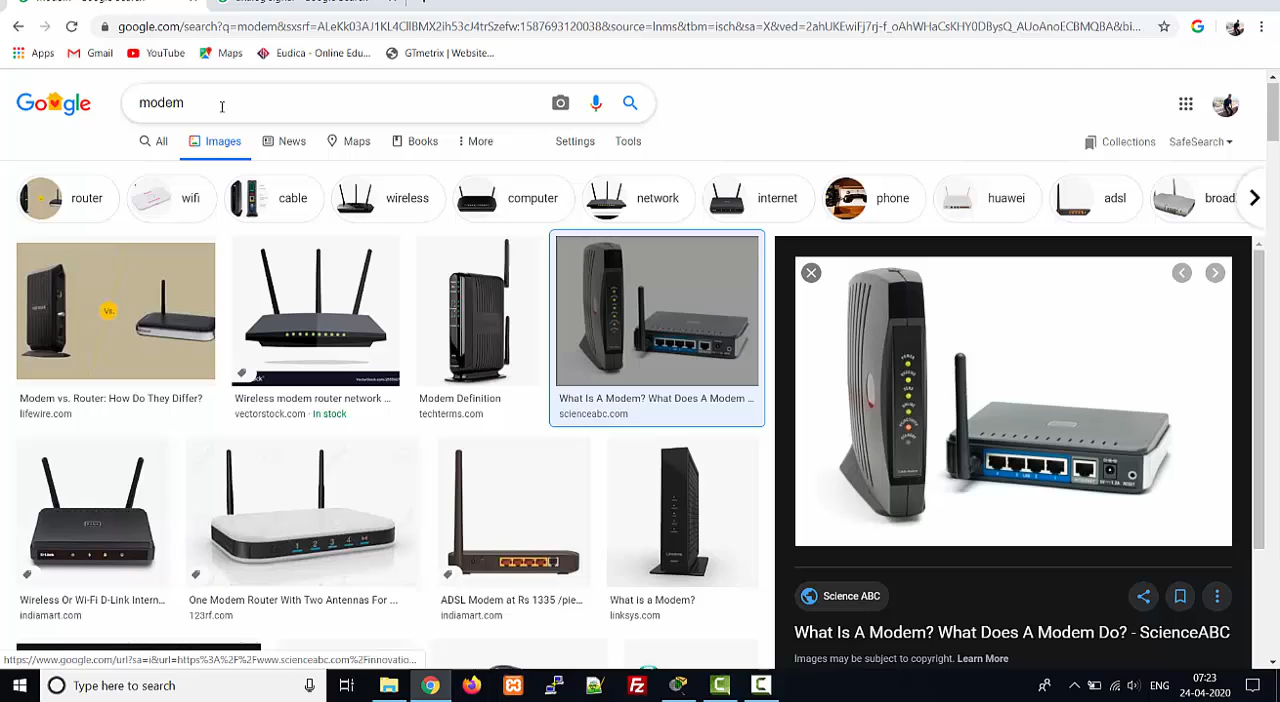 google.com/search?q=modem&sxsrf=ALeKk03AJ1KL4ClIBMX2ih53cJ4trSzefw:1587693120038&source=lnms&tbm=isch&sa=X&ved=2ahUKEwiFj7rj-f_oAhWHaCsKHY0DBysQ_AUoAnoECBMQBA&bi...
Apps Gmail YouTube Maps Eudica - Online Edu... GTmetrix | Website...
Google modem
All Images News Maps Books More Settings Tools Collections SafeSearch
router wifi cable wireless computer network internet phone huawei adsl broad
Vs.
Modem vs. Router: How Do They Differ?
lifewire.com
Wireless modem router network ...
vectorstock.com · In stock
Modem Definition
techterms.com
What Is A Modem? What Does A Modem ...
scienceabc.com
Wireless Or Wi-Fi D-Link Intern...
indiamart.com
One Modem Router With Two Antennas For ...
123rf.com
ADSL Modem at Rs 1335 /pie...
indiamart.com
What is a Modem?
linksys.com
POWER
RESET
Science ABC
What Is A Modem? What Does A Modem Do? - ScienceABC
Images may be subject to copyright. Learn More
https://www.google.com/url?sa=i&url=https%3A%2F%2Fwww.scienceabc.com%2Finnovatio...
Type here to search
ENG
07:23
24-04-2020